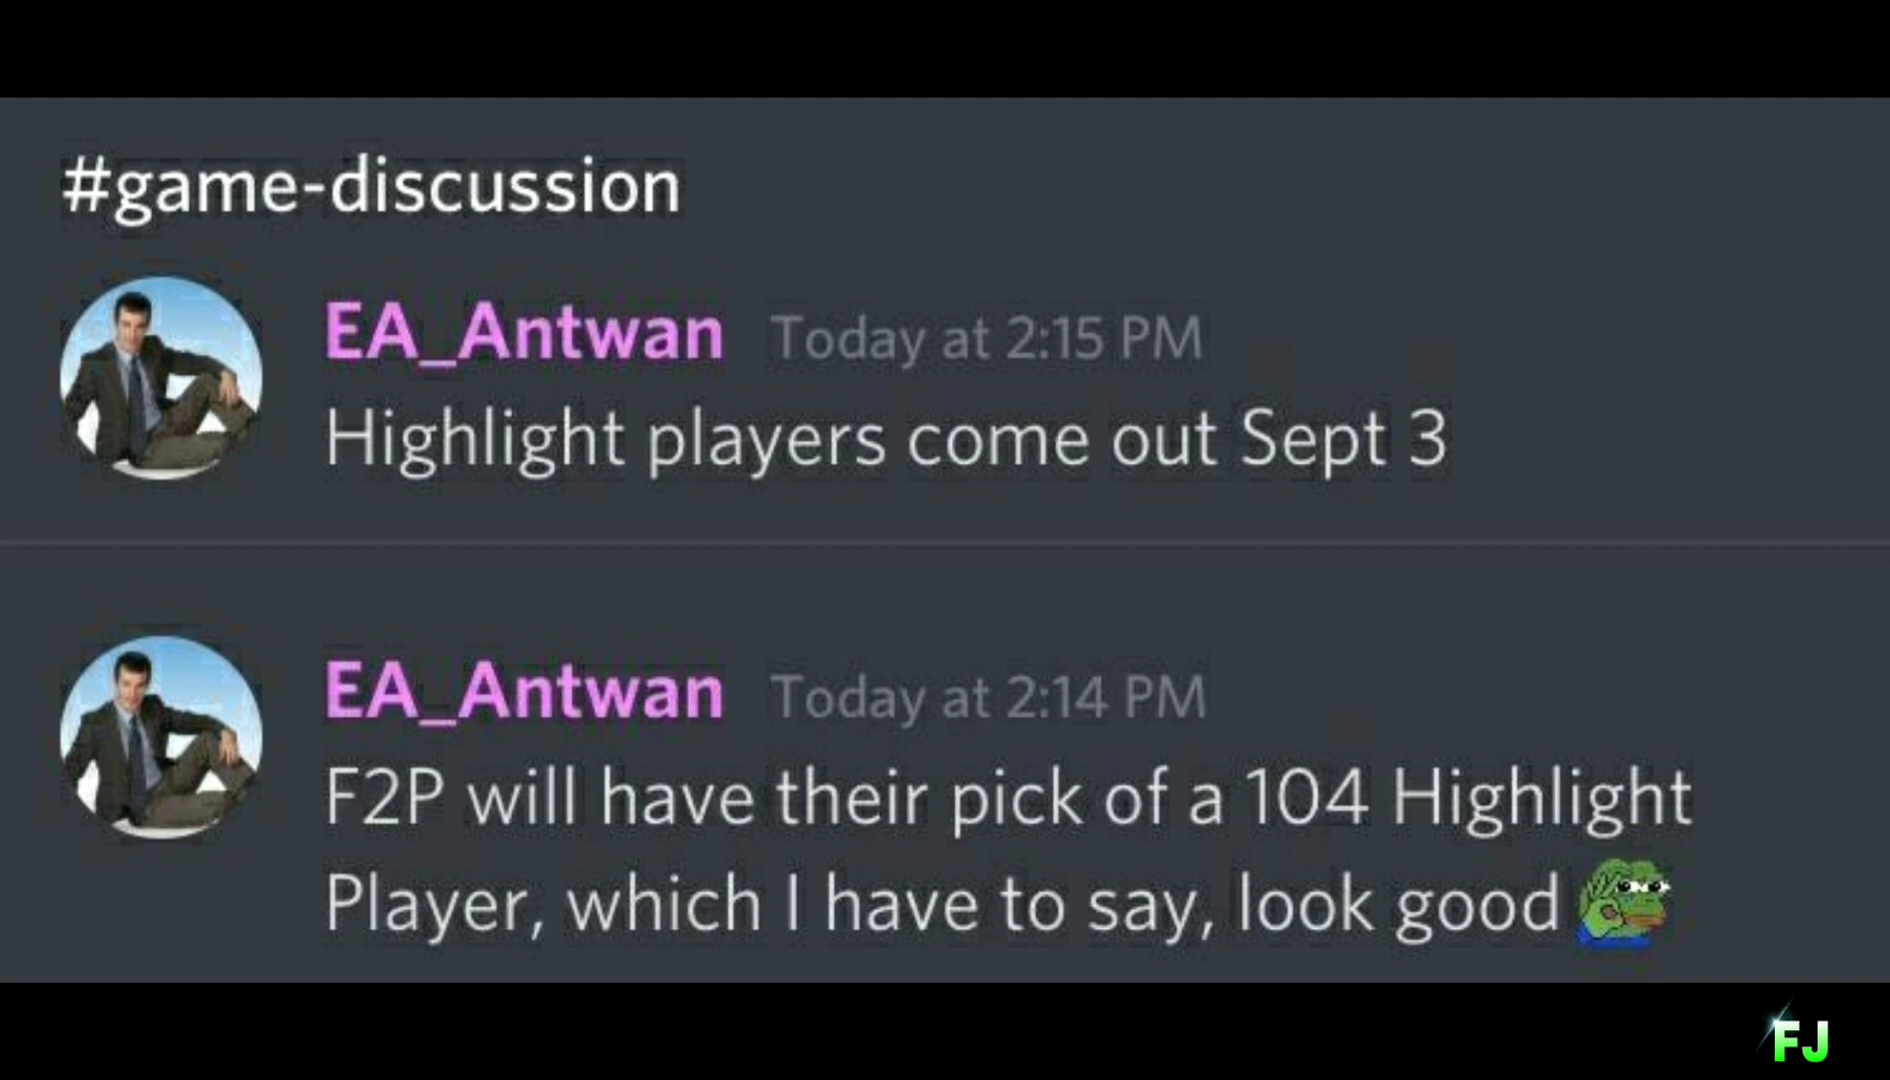 #game-discussion
EA_Antwan Today at 2:15 PM
Highlight players come out Sept 3
EA_Antwan Today at 2:14 PM
F2P will have their pick of a 104 Highlight
Player, which I have to say, look good
FJ